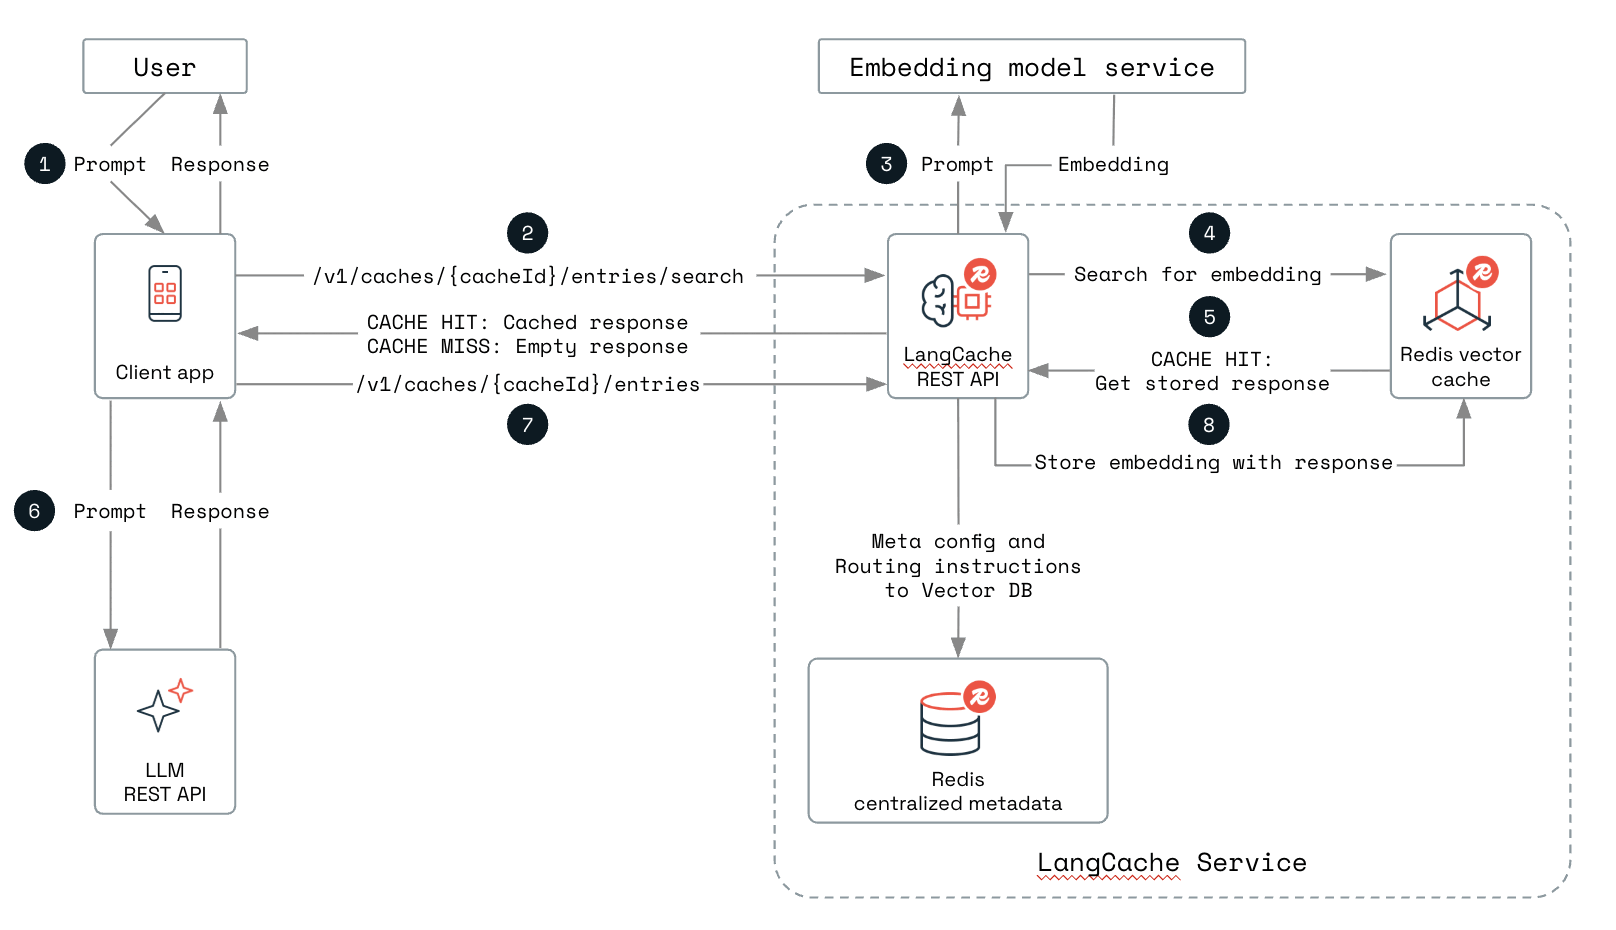 User
Embedding model service
1 Prompt Response
3 Prompt Embedding
2
/v1/caches/{cacheId}/entries/search
CACHE HIT: Cached response
CACHE MISS: Empty response
/v1/caches/{cacheId}/entries
7
Client app
LangCache
REST API
4
Search for embedding
5
CACHE HIT:
Get stored response
8
Store embedding with response
Redis vector
cache
6 Prompt Response
Meta config and
Routing instructions
to Vector DB
LLM
REST API
Redis
centralized metadata
LangCache Service